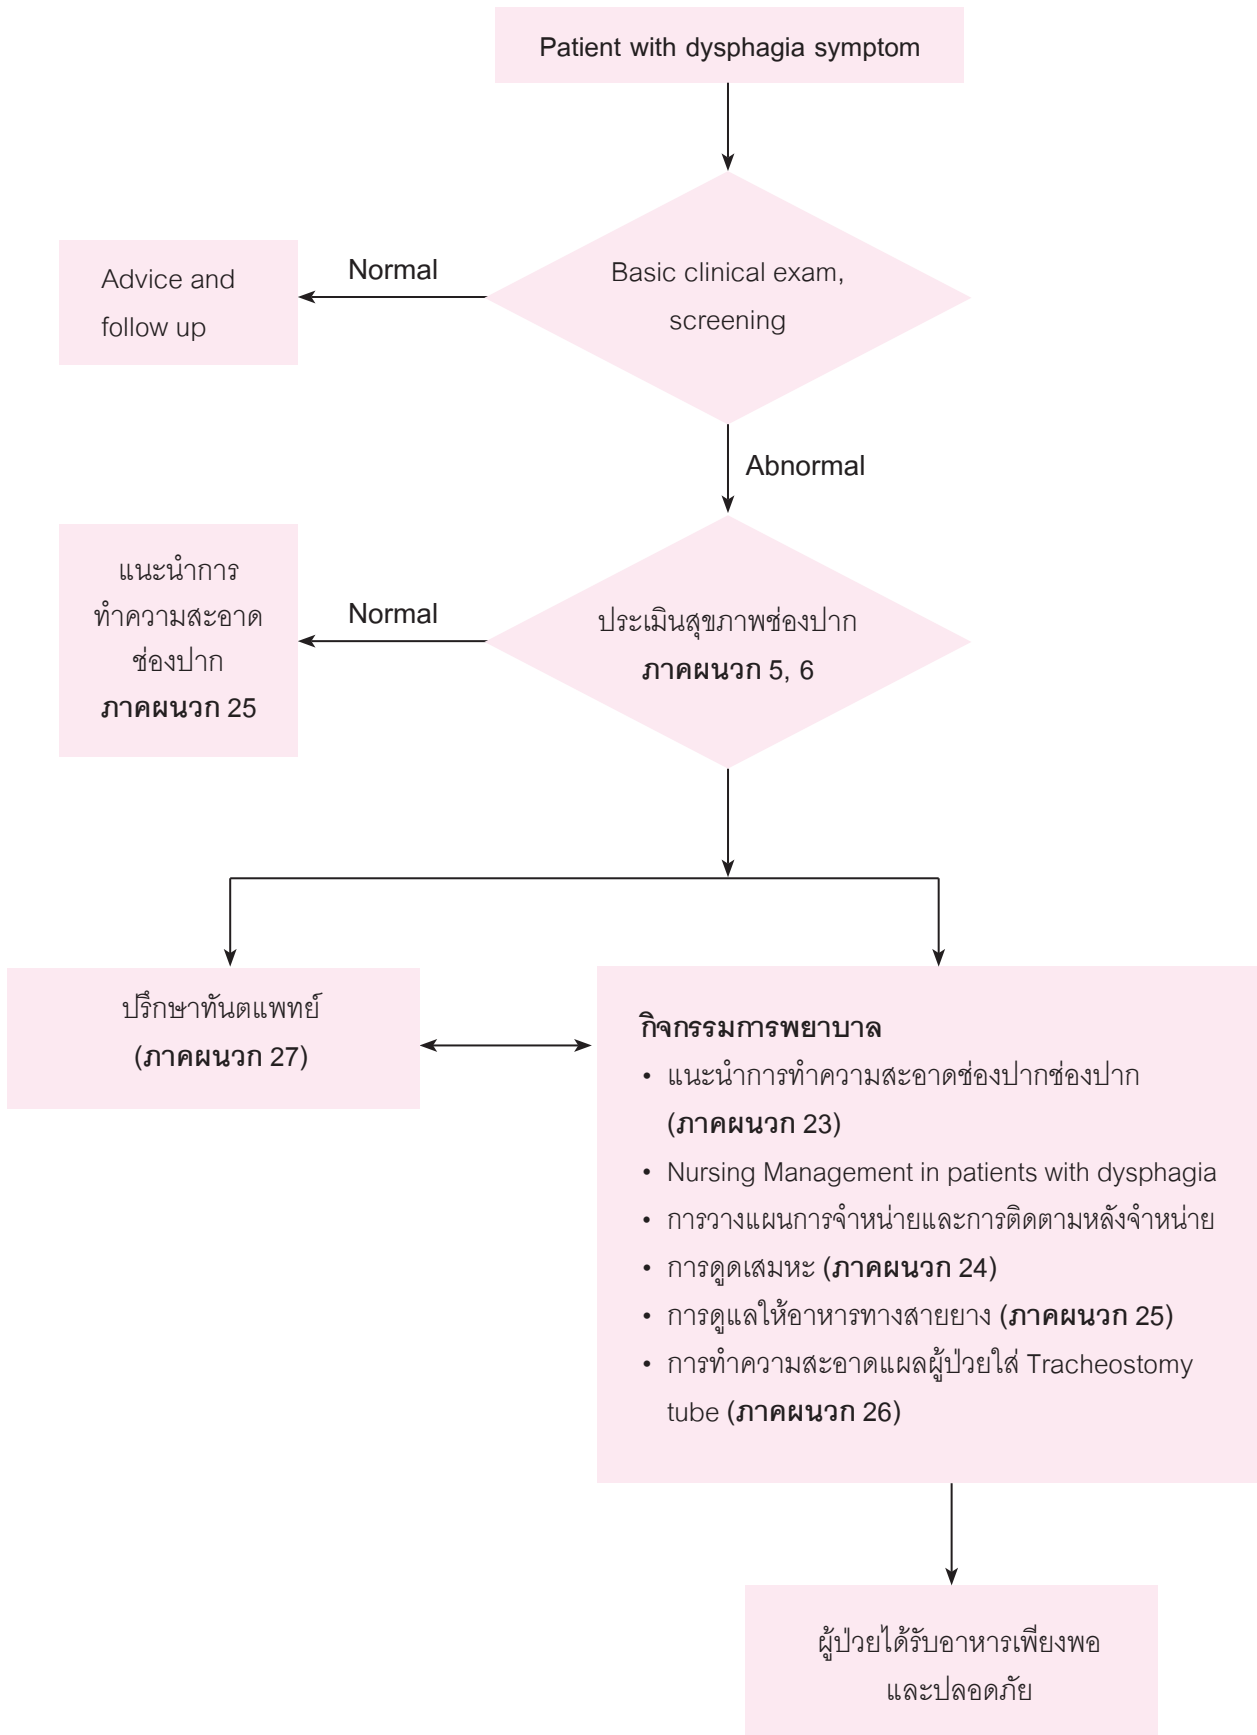 Patient with dysphagia symptom
Basic clinical exam,
screening
Normal
Advice and
follow up
Abnormal
ประเมินสุขภาพช่องปาก
ภาคผนวก 5, 6
Normal
แนะนำการ
ทำความสะอาด
ช่องปาก
ภาคผนวก 25
ปรึกษาทันตแพทย์
(ภาคผนวก 27)
กิจกรรมการพยาบาล
• แนะนำการทำความสะอาดช่องปากช่องปาก
(ภาคผนวก 23)
• Nursing Management in patients with dysphagia
• การวางแผนการจำหน่ายและการติดตามหลังจำหน่าย
• การดูดเสมหะ (ภาคผนวก 24)
• การดูแลให้อาหารทางสายยาง (ภาคผนวก 25)
• การทำความสะอาดแผลผู้ป่วยใส่ Tracheostomy
tube (ภาคผนวก 26)
ผู้ป่วยได้รับอาหารเพียงพอ
และปลอดภัย